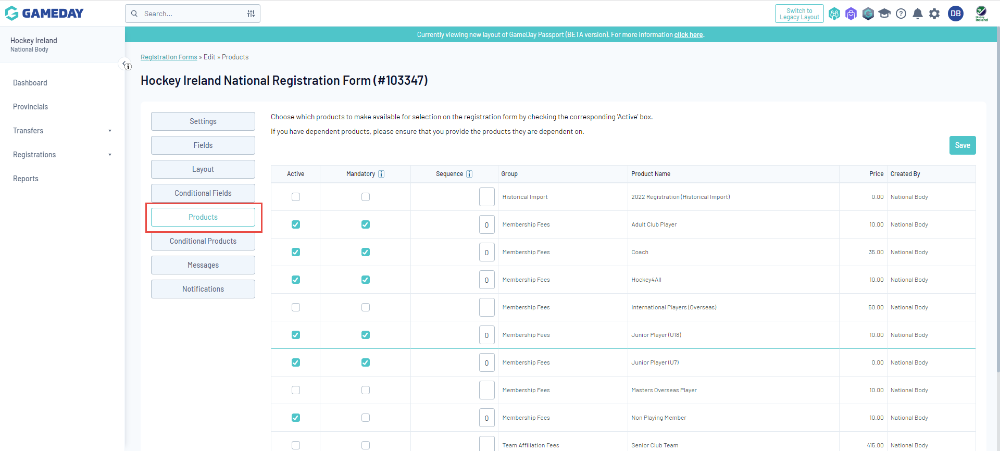 GAMEDAY
Search...
Switch to
Legacy Layout
DB
Hockey
Ireland
Hockey Ireland
National Body
Currently viewing new layout of GameDay Passport (BETA version). For more information click here.
Registration Forms » Edit » Products
Hockey Ireland National Registration Form (#103347)
Dashboard
Provincials
Transfers
Registrations
Reports
Settings
Fields
Layout
Conditional Fields
Products
Conditional Products
Messages
Notifications
Choose which products to make available for selection on the registration form by checking the corresponding 'Active' box.
If you have dependent products, please ensure that you provide the products they are dependent on.
Save
Active Mandatory i Sequence i Group Product Name Price Created By
Historical Import 2022 Registration (Historical Import) 0.00 National Body
0 Membership Fees Adult Club Player 10.00 National Body
0 Membership Fees Coach 35.00 National Body
0 Membership Fees Hockey4All 10.00 National Body
Membership Fees International Players (Overseas) 50.00 National Body
0 Membership Fees Junior Player (U18) 10.00 National Body
0 Membership Fees Junior Player (U7) 0.00 National Body
Membership Fees Masters Overseas Player 10.00 National Body
0 Membership Fees Non Playing Member 10.00 National Body
Team Affiliation Fees Senior Club Team 415.00 National Body